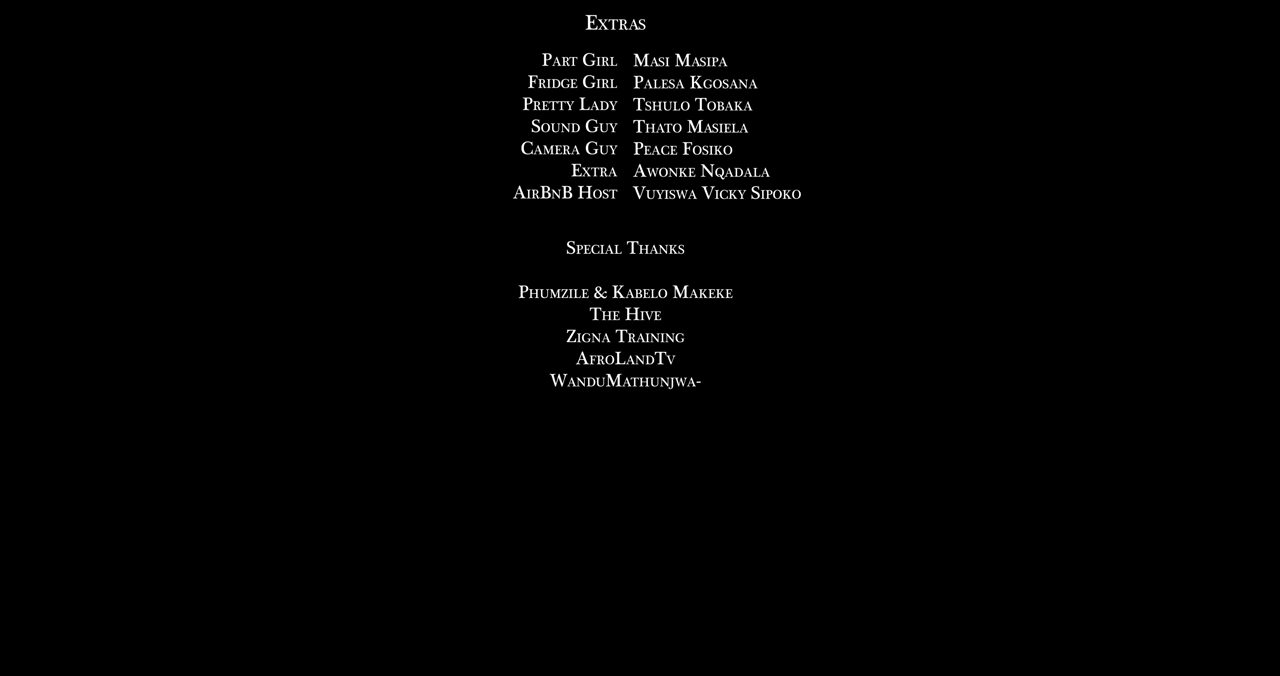 Extras
Part Girl Masi Masipa
Fridge Girl Palesa Kgosana
Pretty Lady Tshulo Tobaka
Sound Guy Thato Masiela
Camera Guy Peace Fosiko
Extra Awonke Nqadala
AirBnB Host Vuyiswa Vicky Sipoko
Special Thanks
Phumzile & Kabelo Makeke
The Hive
Zigna Training
AfroLandTv
WanduMathunjwa-